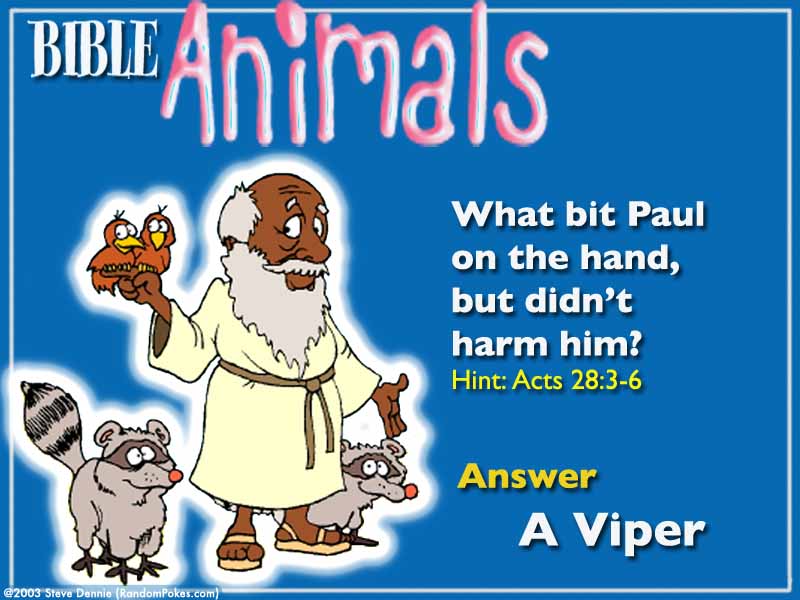 BIBLE Animals
What bit Paul
on the hand,
but didn't
harm him?
Hint: Acts 28:3-6
Answer
A Viper
@2003 Steve Dennie (RandomPokes.com)